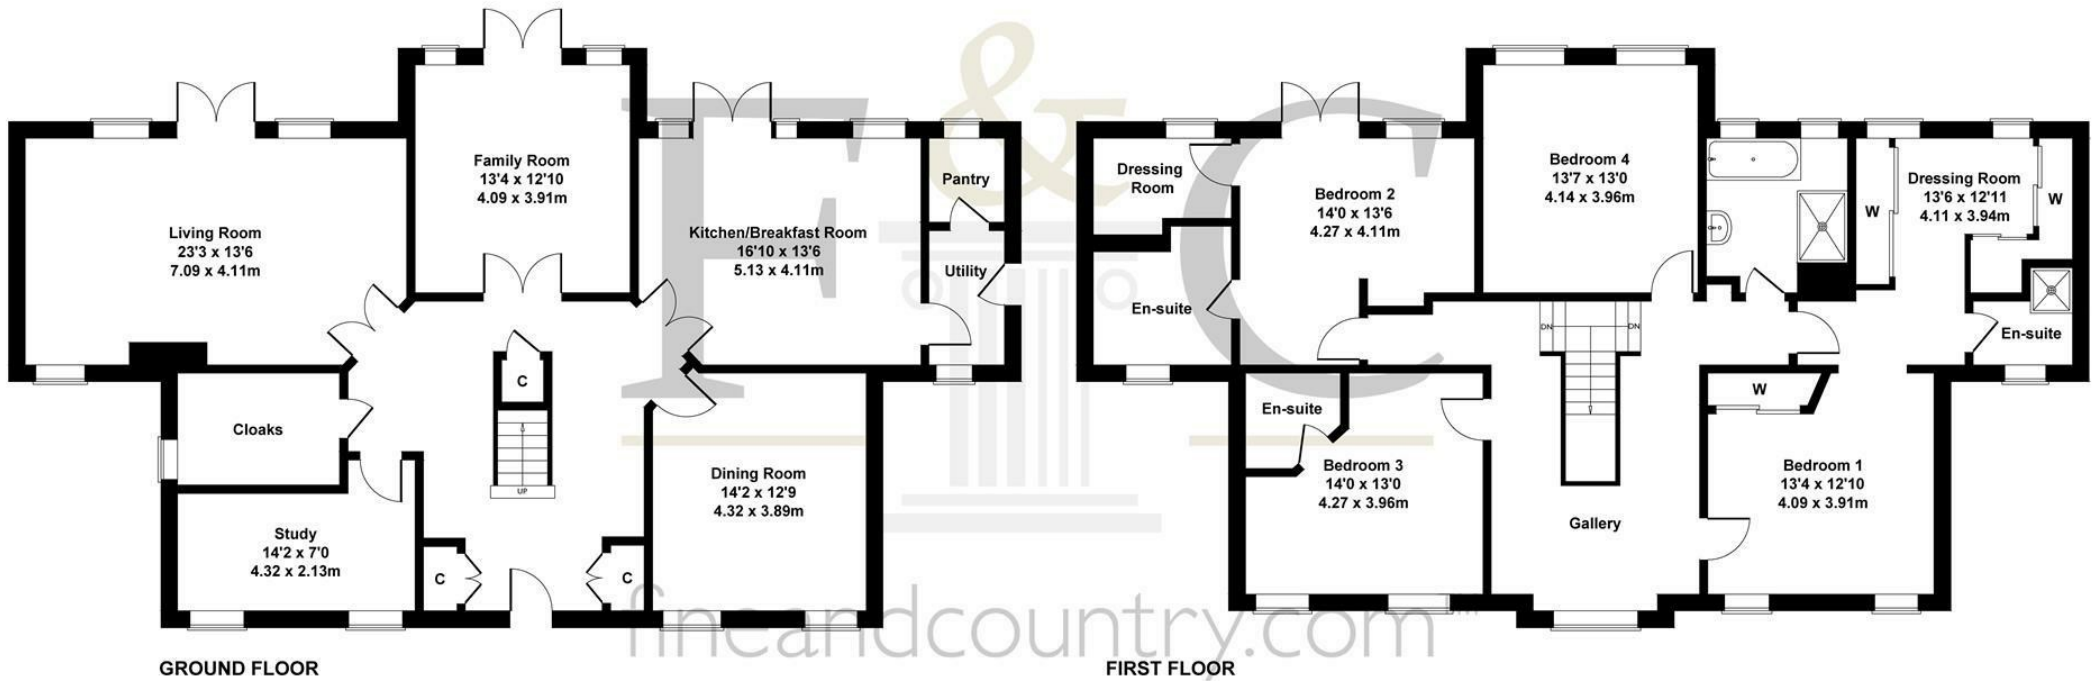 Living Room
23'3 x 13'6
7.09 x 4.11m
Family Room
13'4 x 12'10
4.09 x 3.91m
Kitchen/Breakfast Room
16'10 x 13'6
5.13 x 4.11m
Pantry
Utility
C
Cloaks
UP
Study
14'2 x 7'0
4.32 x 2.13m
Dining Room
14'2 x 12'9
4.32 x 3.89m
C
C
GROUND FLOOR
Dressing
Room
Bedroom 2
14'0 x 13'6
4.27 x 4.11m
Bedroom 4
13'7 x 13'0
4.14 x 3.96m
Dressing Room
13'6 x 12'11
4.11 x 3.94m
W
W
En-suite
DN
DN
En-suite
En-suite
W
Bedroom 3
14'0 x 13'0
4.27 x 3.96m
Gallery
Bedroom 1
13'4 x 12'10
4.09 x 3.91m
FIRST FLOOR
F&C
fineandcountry.com™